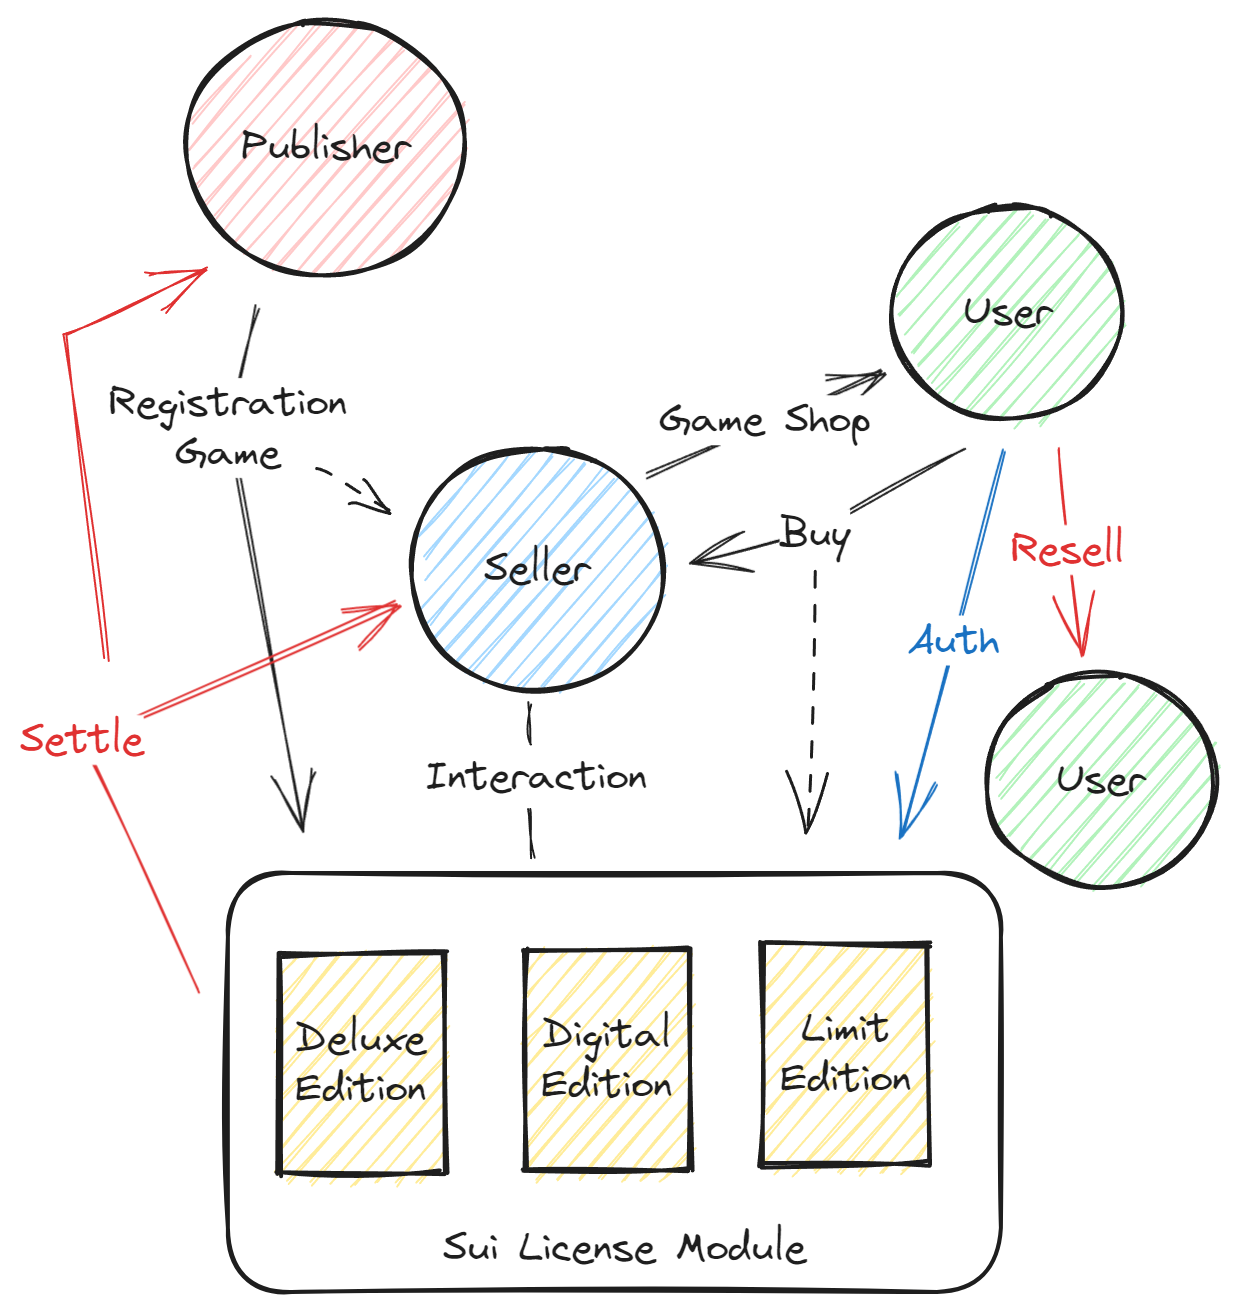 Publisher
User
Registration
Game
Game Shop
Buy
Resell
Seller
Auth
Settle
Interaction
User
Deluxe
Edition
Digital
Edition
Limit
Edition
Sui License Module